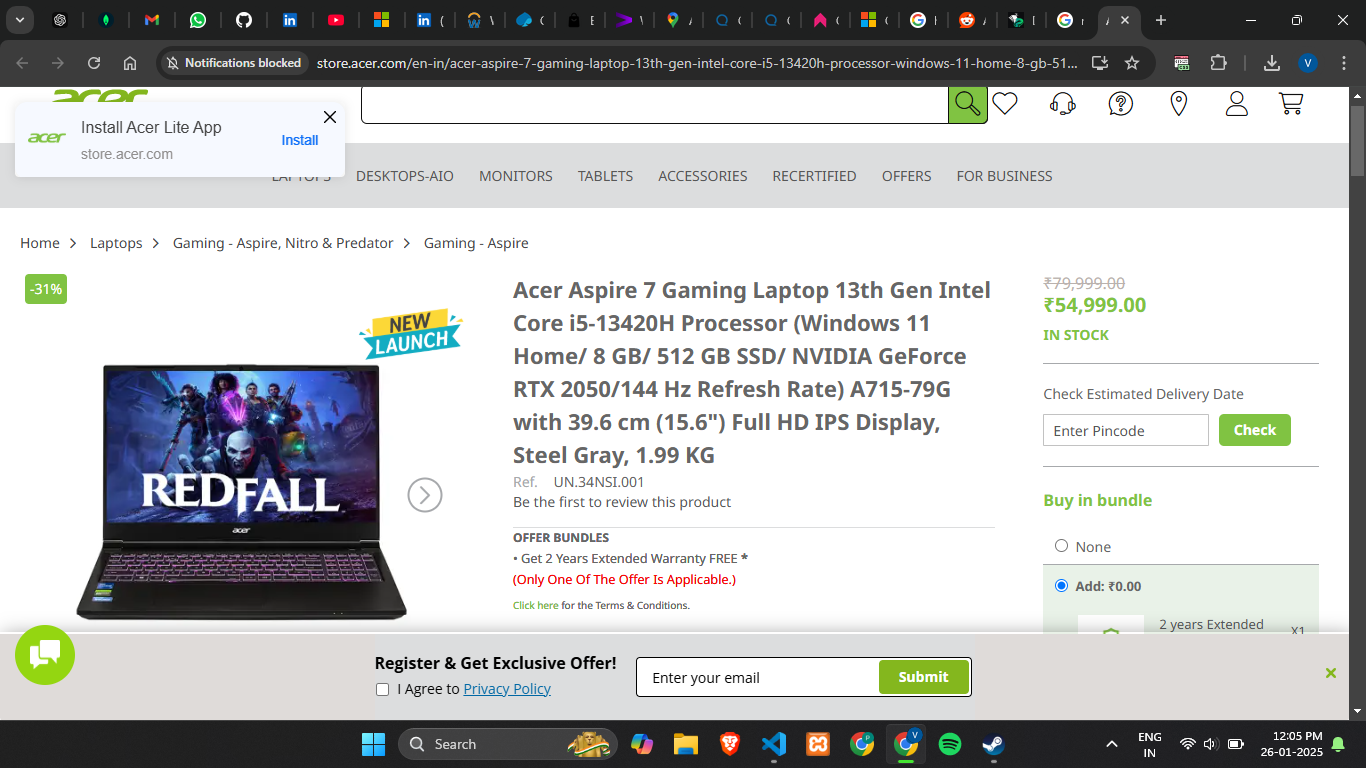 Notifications blocked
store.acer.com/en-in/acer-aspire-7-gaming-laptop-13th-gen-intel-core-i5-13420h-processor-windows-11-home-8-gb-51...
V
acer
Install Acer Lite App
store.acer.com
Install
LAPTOPS DESKTOPS-AIO MONITORS TABLETS ACCESSORIES RECERTIFIED OFFERS FOR BUSINESS
Home > Laptops > Gaming - Aspire, Nitro & Predator > Gaming - Aspire
-31%
NEW
LAUNCH
REDFALL
acer
Acer Aspire 7 Gaming Laptop 13th Gen Intel
Core i5-13420H Processor (Windows 11
Home/ 8 GB/ 512 GB SSD/ NVIDIA GeForce
RTX 2050/144 Hz Refresh Rate) A715-79G
with 39.6 cm (15.6") Full HD IPS Display,
Steel Gray, 1.99 KG
Ref. UN.34NSI.001
Be the first to review this product
OFFER BUNDLES
• Get 2 Years Extended Warranty FREE *
(Only One Of The Offer Is Applicable.)
Click here for the Terms & Conditions.
₹79,999.00
₹54,999.00
IN STOCK
Check Estimated Delivery Date
Enter Pincode
Check
Buy in bundle
None
Add: ₹0.00
2 years Extended
X1
Register & Get Exclusive Offer!
I Agree to Privacy Policy
Enter your email
Submit
Search
ENG
IN
12:05 PM
26-01-2025